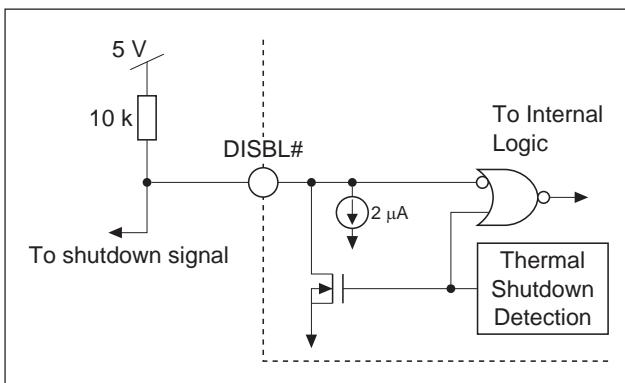 5 V
10 k
DISBL#
To shutdown signal
2 μA
To Internal
Logic
Thermal
Shutdown
Detection